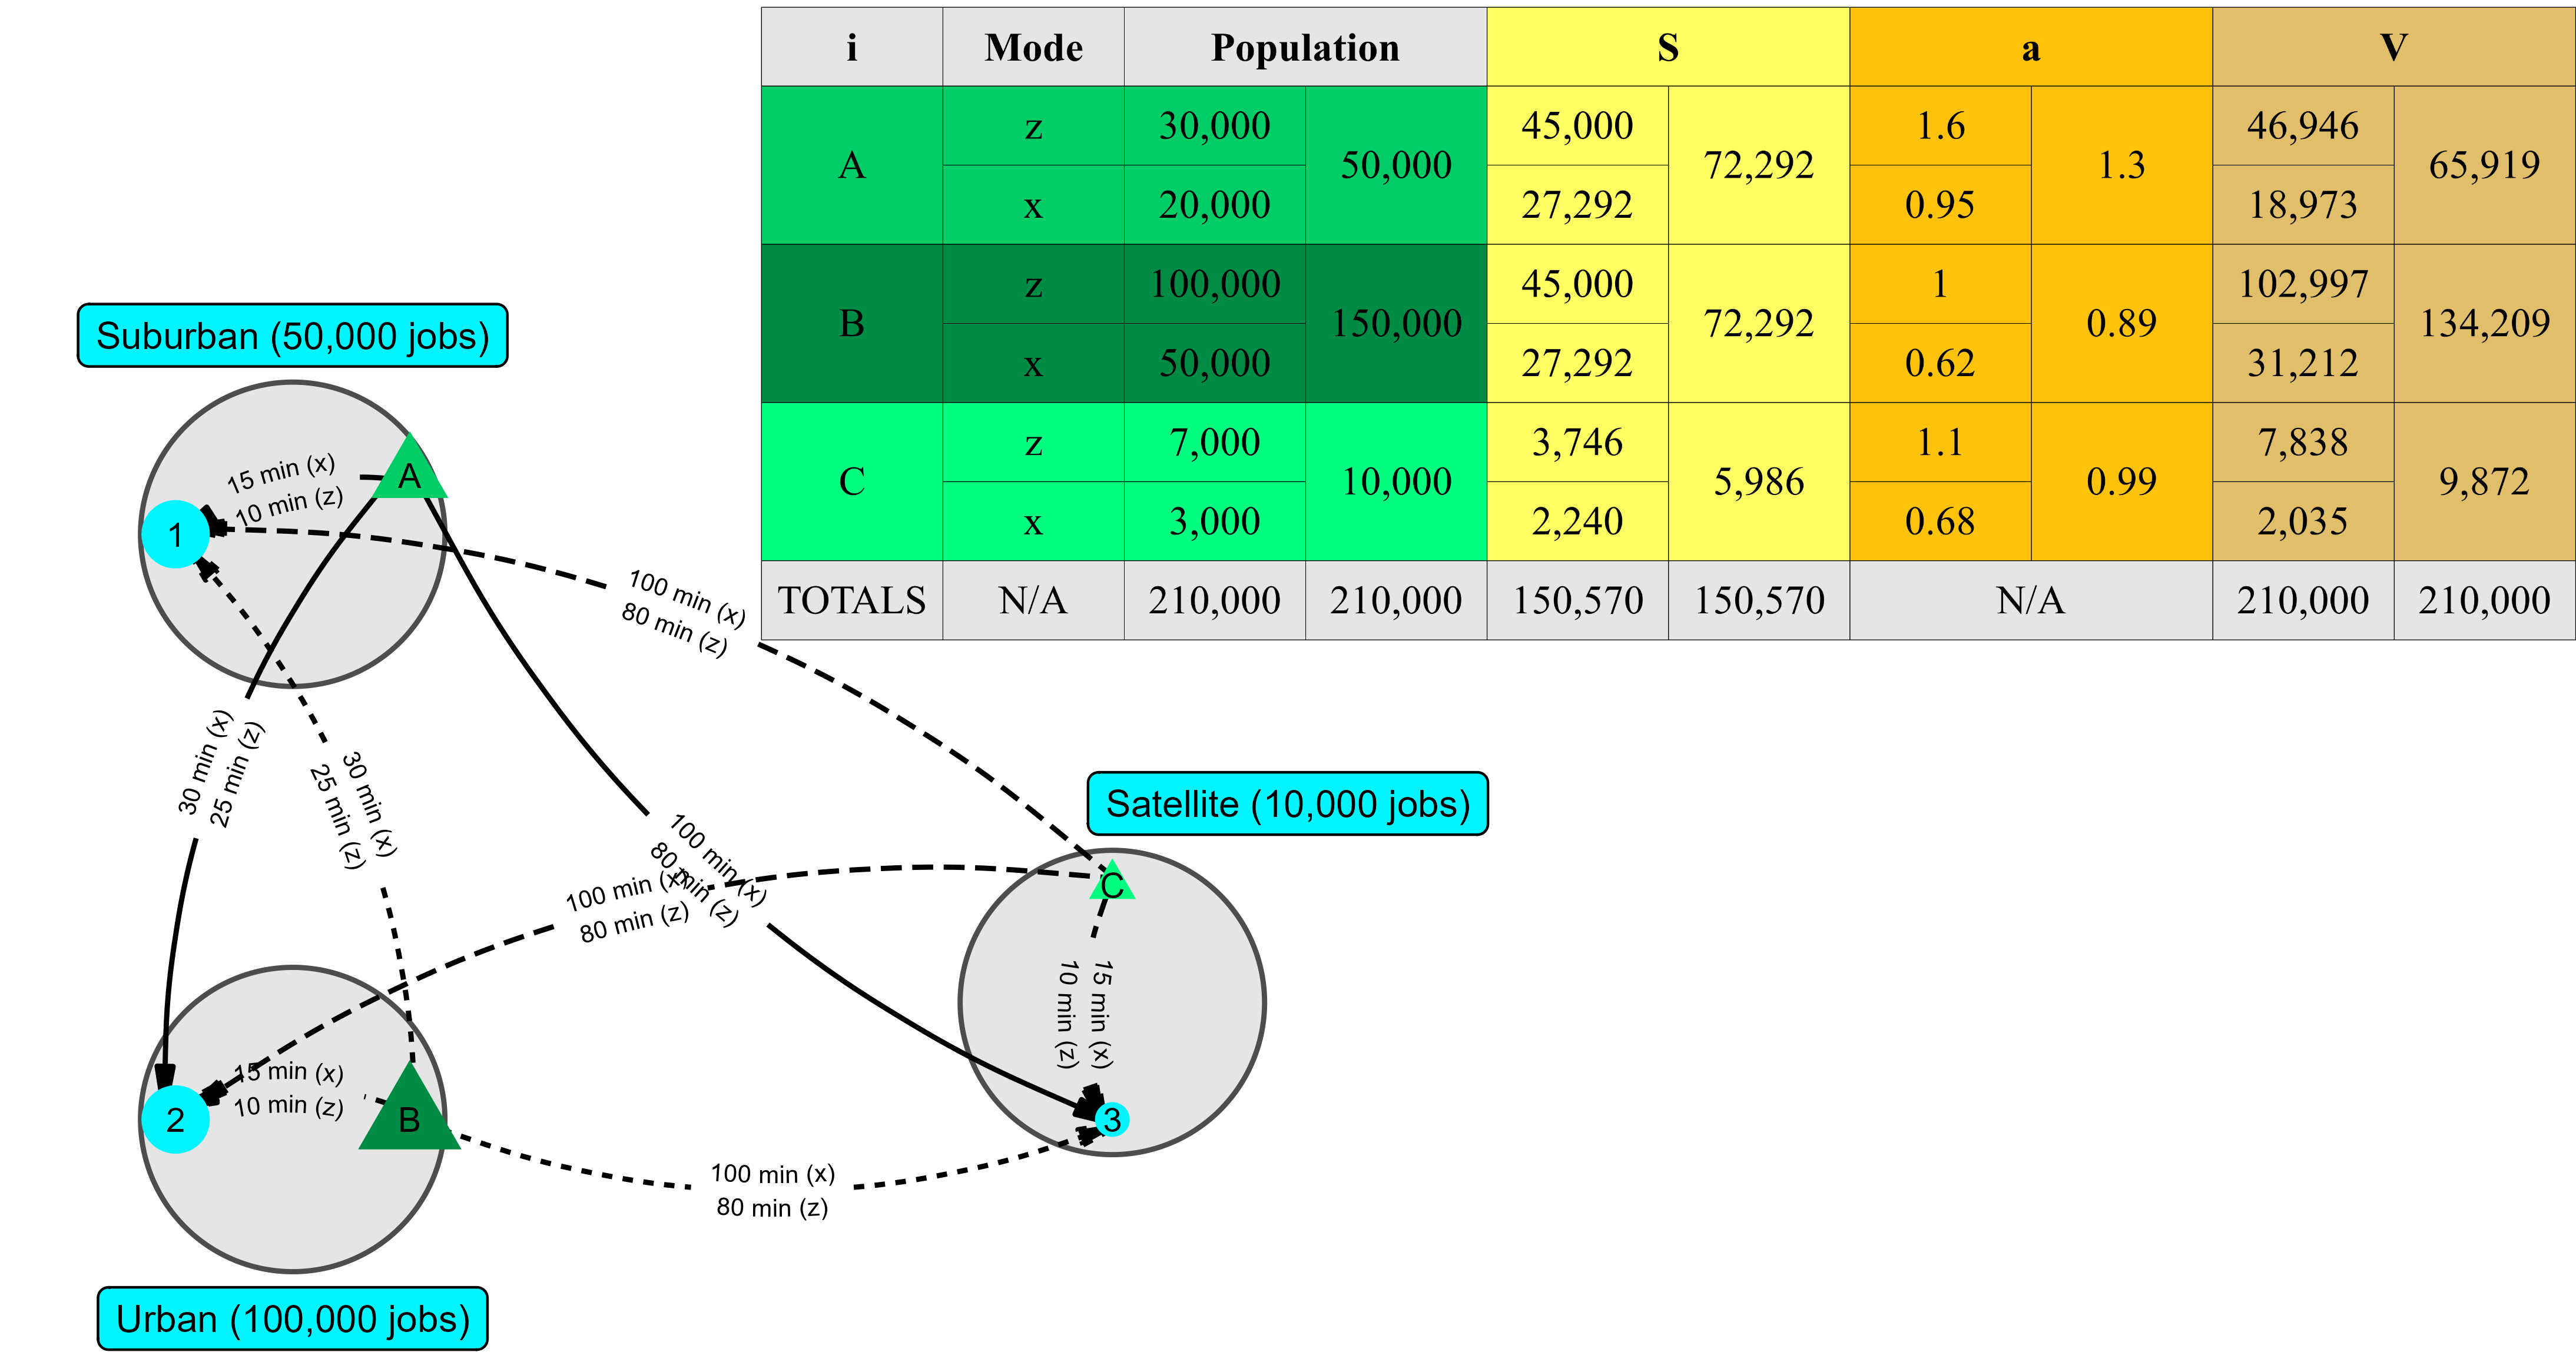 i Mode Population S a V
A z 30,000 50,000 45,000 72,292 1.6 1.3 46,946 65,919
x 20,000 27,292 0.95 18,973
B z 100,000 150,000 45,000 72,292 1 0.89 102,997 134,209
x 50,000 27,292 0.62 31,212
C z 7,000 10,000 3,746 5,986 1.1 0.99 7,838 9,872
x 3,000 2,240 0.68 2,035
TOTALS N/A 210,000 210,000 150,570 150,570 N/A 210,000 210,000
Suburban (50,000 jobs)
15 min (x)
10 min (z)
A
1
100 min (x)
80 min (z)
30 min (x)
25 min (z)
30 min (x)
25 min (z)
Satellite (10,000 jobs)
100 min (x)
80 min (z)
100 min (x)
80 min (z)
C
15 min (x)
10 min (z)
15 min (x)
10 min (z)
2
B
3
100 min (x)
80 min (z)
Urban (100,000 jobs)